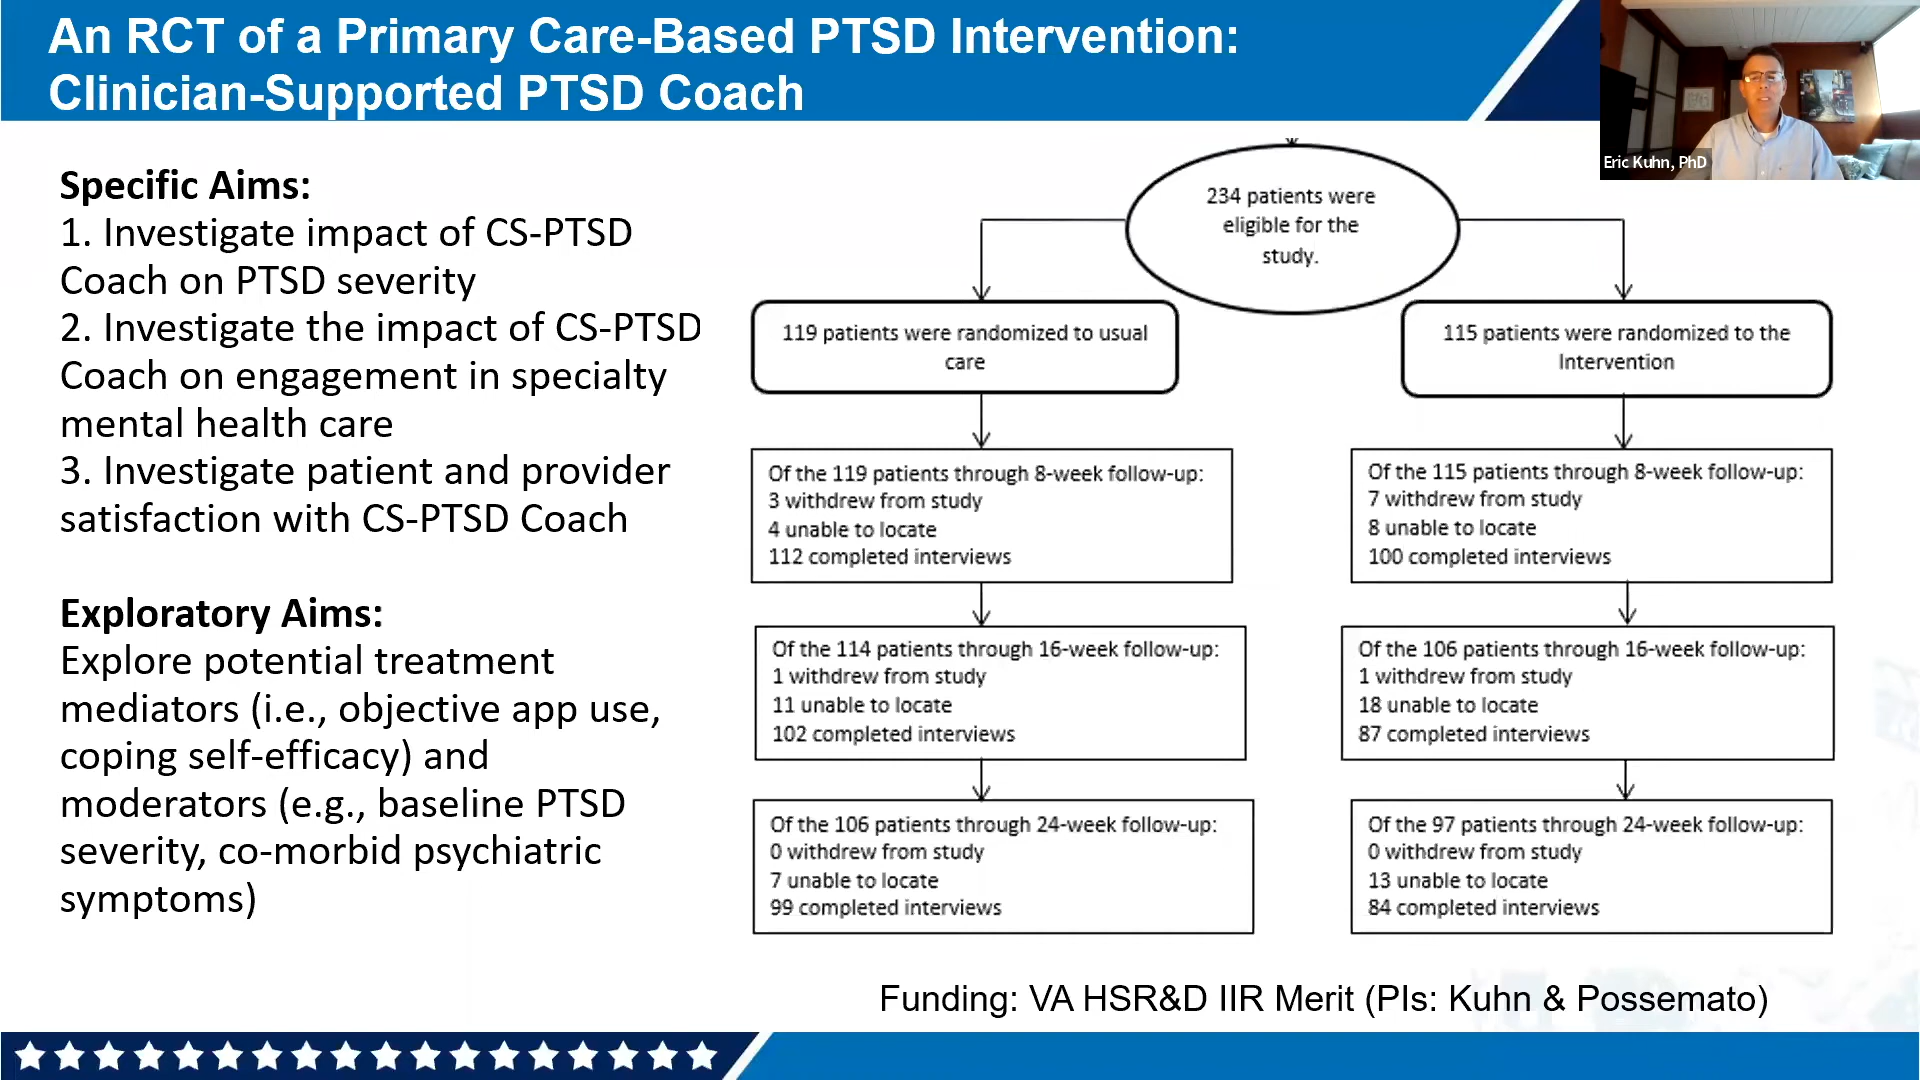 An RCT of a Primary Care-Based PTSD Intervention:
Clinician-Supported PTSD Coach
Eric Kuhn, PhD
Specific Aims:
1. Investigate impact of CS-PTSD
Coach on PTSD severity
2. Investigate the impact of CS-PTSD
Coach on engagement in specialty
mental health care
3. Investigate patient and provider
satisfaction with CS-PTSD Coach
Exploratory Aims:
Explore potential treatment
mediators (i.e., objective app use,
coping self-efficacy) and
moderators (e.g., baseline PTSD
severity, co-morbid psychiatric
symptoms)
234 patients were
eligible for the
study.
119 patients were randomized to usual
care
115 patients were randomized to the
Intervention
Of the 119 patients through 8-week follow-up:
3 withdrew from study
4 unable to locate
112 completed interviews
Of the 115 patients through 8-week follow-up:
7 withdrew from study
8 unable to locate
100 completed interviews
Of the 114 patients through 16-week follow-up:
1 withdrew from study
11 unable to locate
102 completed interviews
Of the 106 patients through 16-week follow-up:
1 withdrew from study
18 unable to locate
87 completed interviews
Of the 106 patients through 24-week follow-up:
0 withdrew from study
7 unable to locate
99 completed interviews
Of the 97 patients through 24-week follow-up:
0 withdrew from study
13 unable to locate
84 completed interviews
Funding: VA HSR&D IIR Merit (PIs: Kuhn & Possemato)